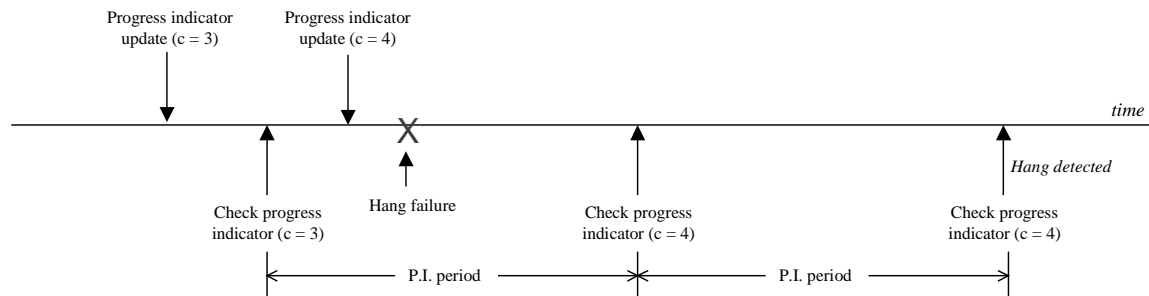 Progress indicator
update (c = 3)
Progress indicator
update (c = 4)
time
X
Hang detected
Hang failure
Check progress
indicator (c = 3)
Check progress
indicator (c = 4)
Check progress
indicator (c = 4)
P.I. period
P.I. period